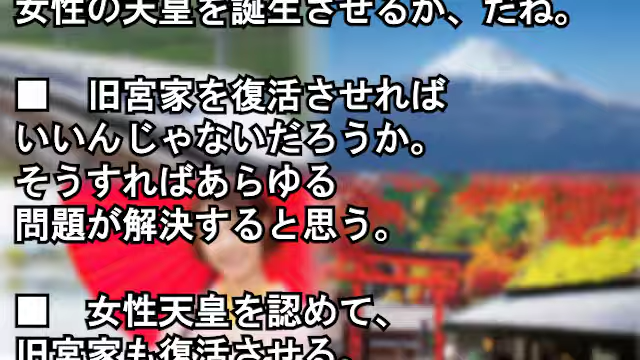 女性の天皇を誕生させるか、だね。
■　旧宮家を復活させれば
いいんじゃないだろうか。
そうすればあらゆる
問題が解決すると思う。
■　女性天皇を認めて、
旧宮家も復活させる。